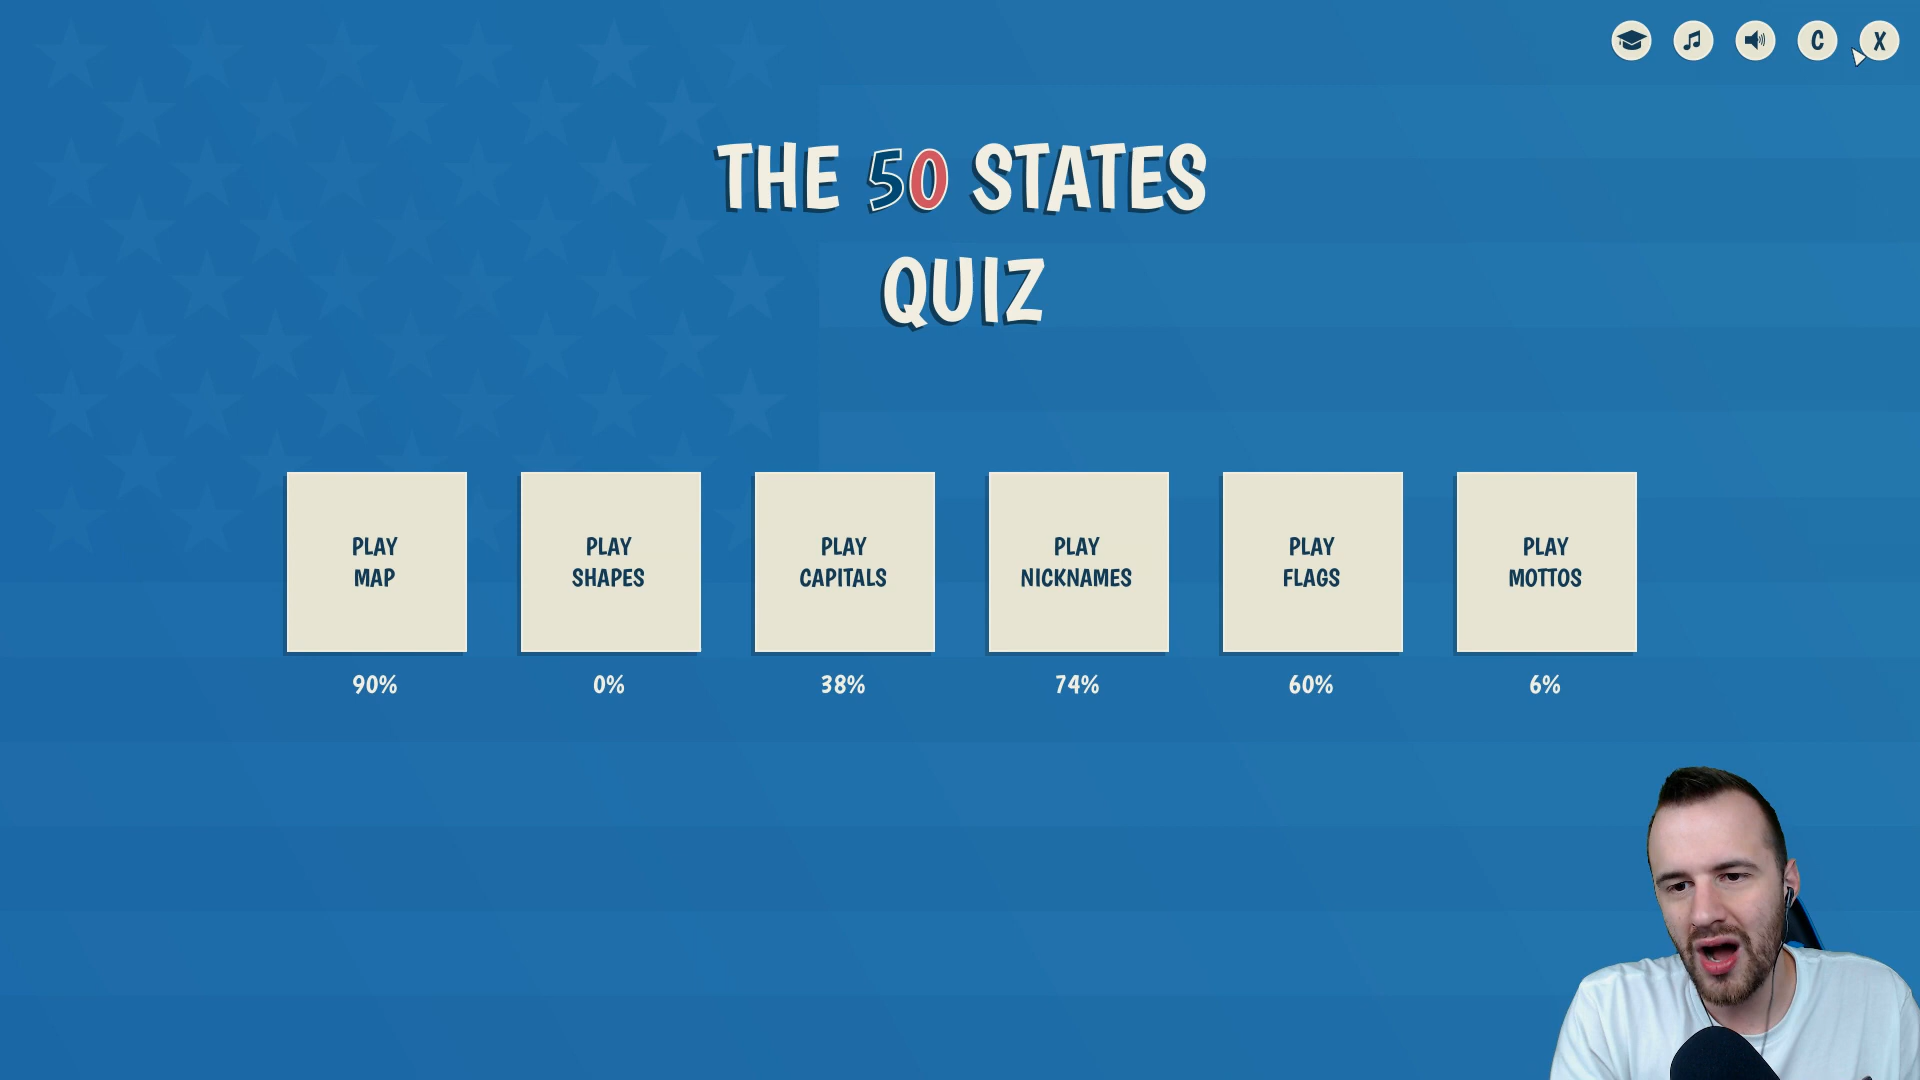 C X
THE 50 STATES
QUIZ
PLAY
MAP
PLAY
SHAPES
PLAY
CAPITALS
PLAY
NICKNAMES
PLAY
FLAGS
PLAY
MOTTOS
90% 0% 38% 74% 60% 6%